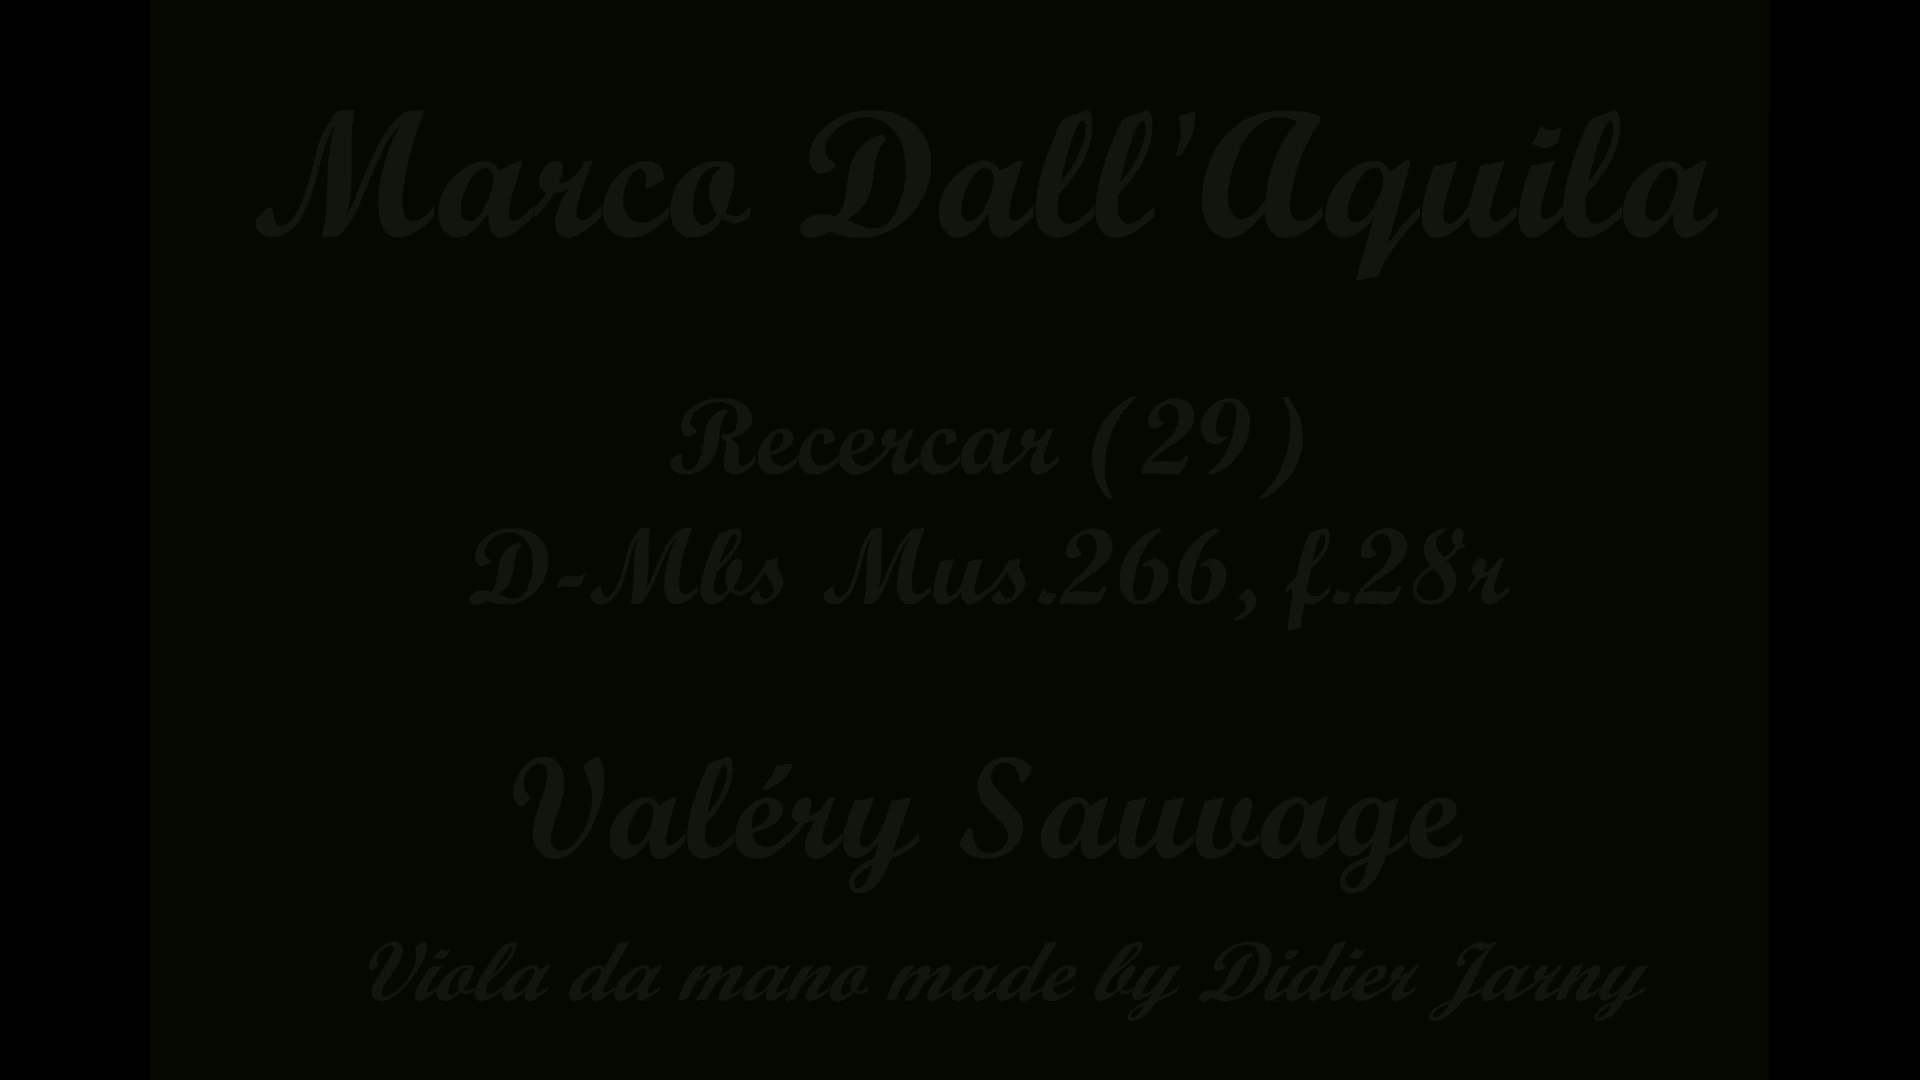 Marco Dall'Aquila
Recercar (29)
D-Mbs Mus.266, f.28r
Valéry Sauvage
Viola da mano made by Didier Jarny